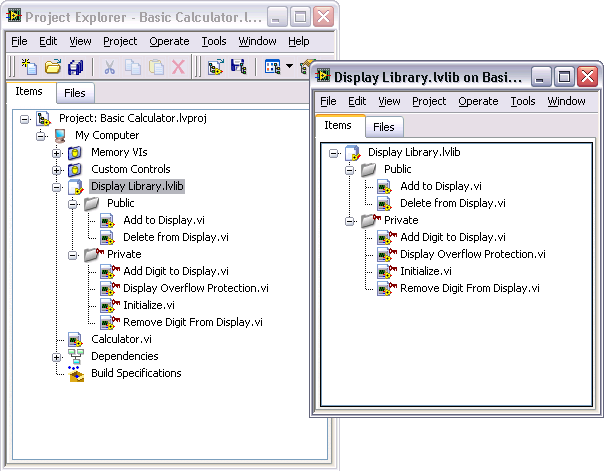 Project Explorer - Basic Calculator.l...
File Edit View Project Operate Tools Window Help
Items Files
Project: Basic Calculator.lvproj
My Computer
Memory VIs
Custom Controls
Display Library.lvlib
Public
Add to Display.vi
Delete from Display.vi
Private
Add Digit to Display.vi
Display Overflow Protection.vi
Initialize.vi
Remove Digit From Display.vi
Calculator.vi
Dependencies
Build Specifications
Display Library.lvlib on Basi...
File Edit View Project Operate Tools Window
Items Files
Display Library.lvlib
Public
Add to Display.vi
Delete from Display.vi
Private
Add Digit to Display.vi
Display Overflow Protection.vi
Initialize.vi
Remove Digit From Display.vi